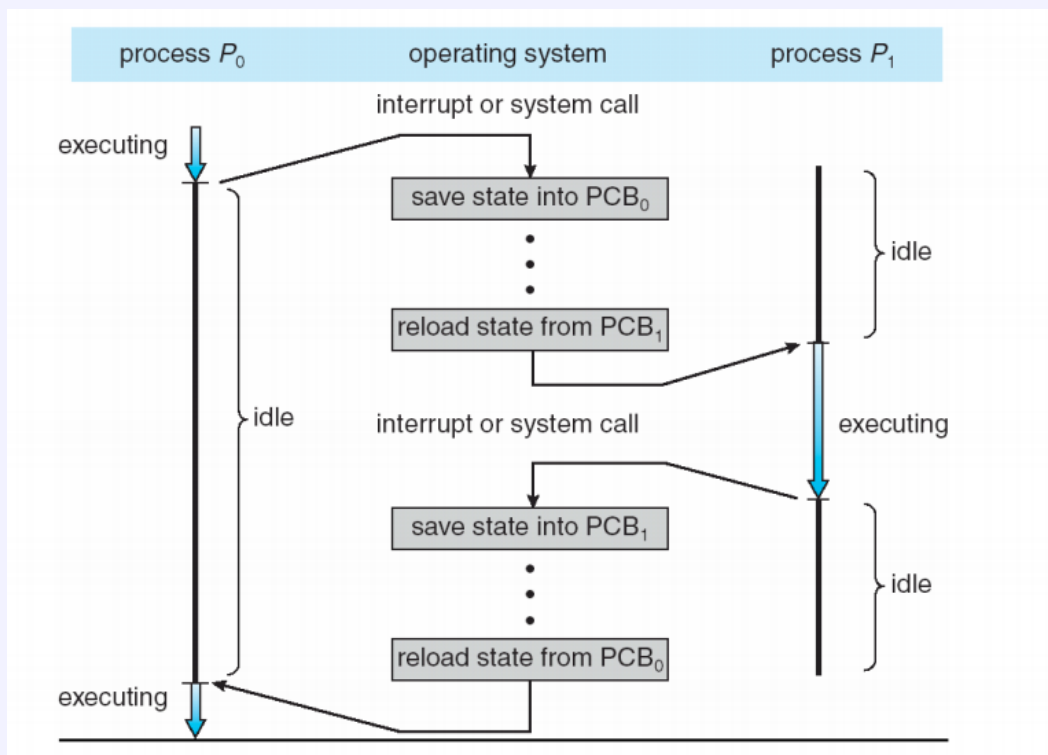 process P₀ operating system process P₁
interrupt or system call
executing
save state into PCB₀
idle
reload state from PCB₁
idle
interrupt or system call
executing
save state into PCB₁
idle
reload state from PCB₀
executing